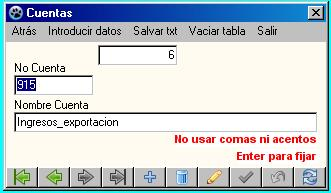 Cuentas
Atrás Introducir datos Salvar txt Vaciar tabla Salir
6
No Cuenta
915
Nombre Cuenta
Ingresos_exportacion
No usar comas ni acentos
Enter para fijar